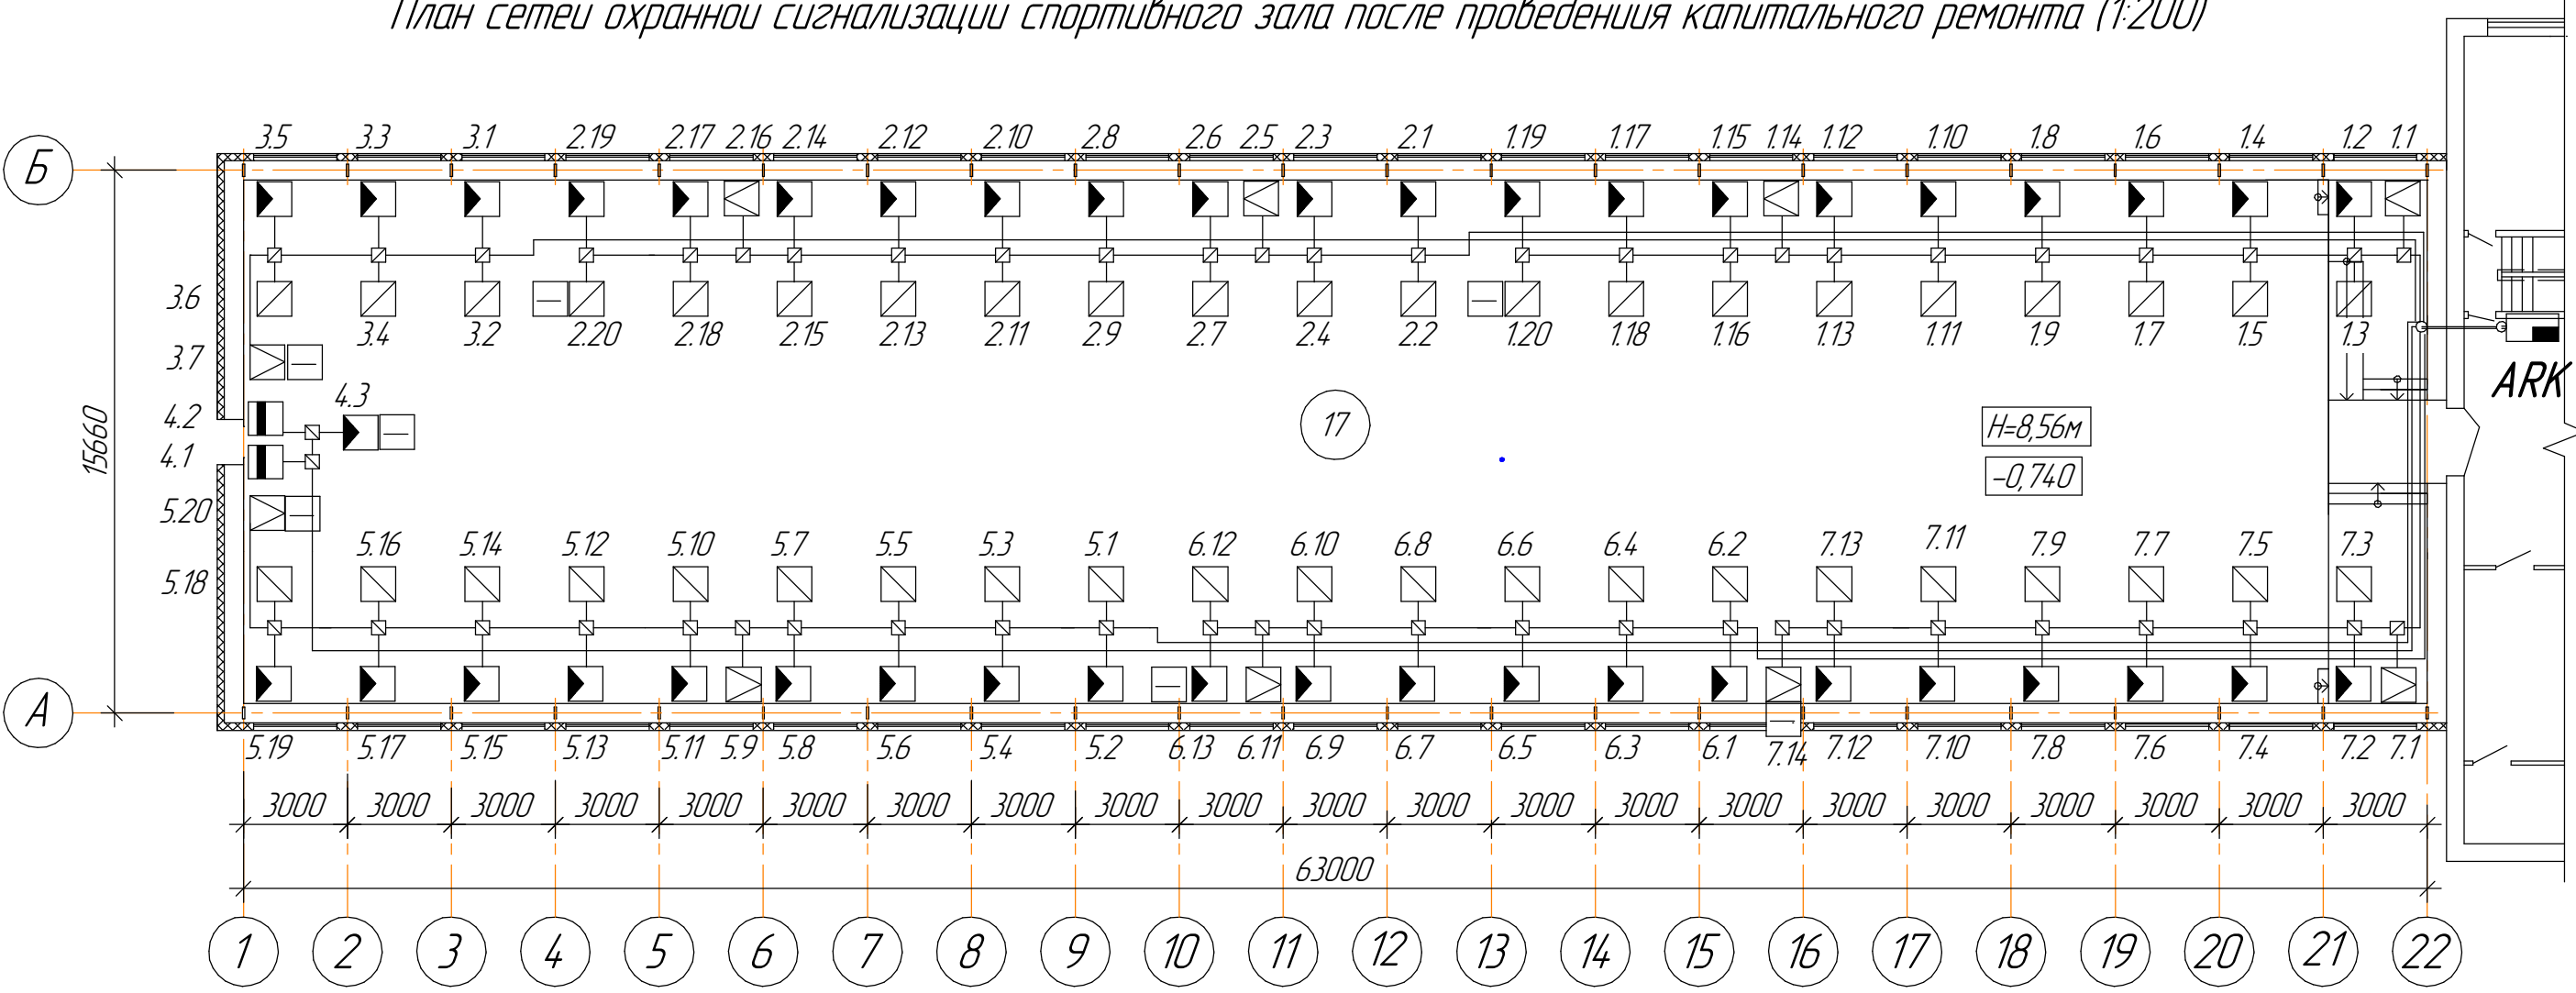 План сетей охранной сигнализации спортивного зала после проведениия капитального ремонта (1:200)
3.5 3.3 3.1 2.19 2.17 2.16 2.14 2.12 2.10 2.8 2.6 2.5 2.3 2.1 1.19 1.17 1.15 1.14 1.12 1.10 1.8 1.6 1.4 1.2 1.1
Б
3.6
3.4 3.2 2.20 2.18 2.15 2.13 2.11 2.9 2.7 2.4 2.2 1.20 1.18 1.16 1.13 1.11 1.9 1.7 1.5 1.3
3.7
ARK
4.3
4.2
17
H=8,56м
15660
4.1
-0,740
5.20
5.16 5.14 5.12 5.10 5.7 5.5 5.3 5.1 6.12 6.10 6.8 6.6 6.4 6.2 7.13 7.11 7.9 7.7 7.5 7.3
5.18
А
5.19 5.17 5.15 5.13 5.11 5.9 5.8 5.6 5.4 5.2 6.13 6.11 6.9 6.7 6.5 6.3 6.1 7.14 7.12 7.10 7.8 7.6 7.4 7.2 7.1
3000 3000 3000 3000 3000 3000 3000 3000 3000 3000 3000 3000 3000 3000 3000 3000 3000 3000 3000 3000 3000
63000
1 2 3 4 5 6 7 8 9 10 11 12 13 14 15 16 17 18 19 20 21 22